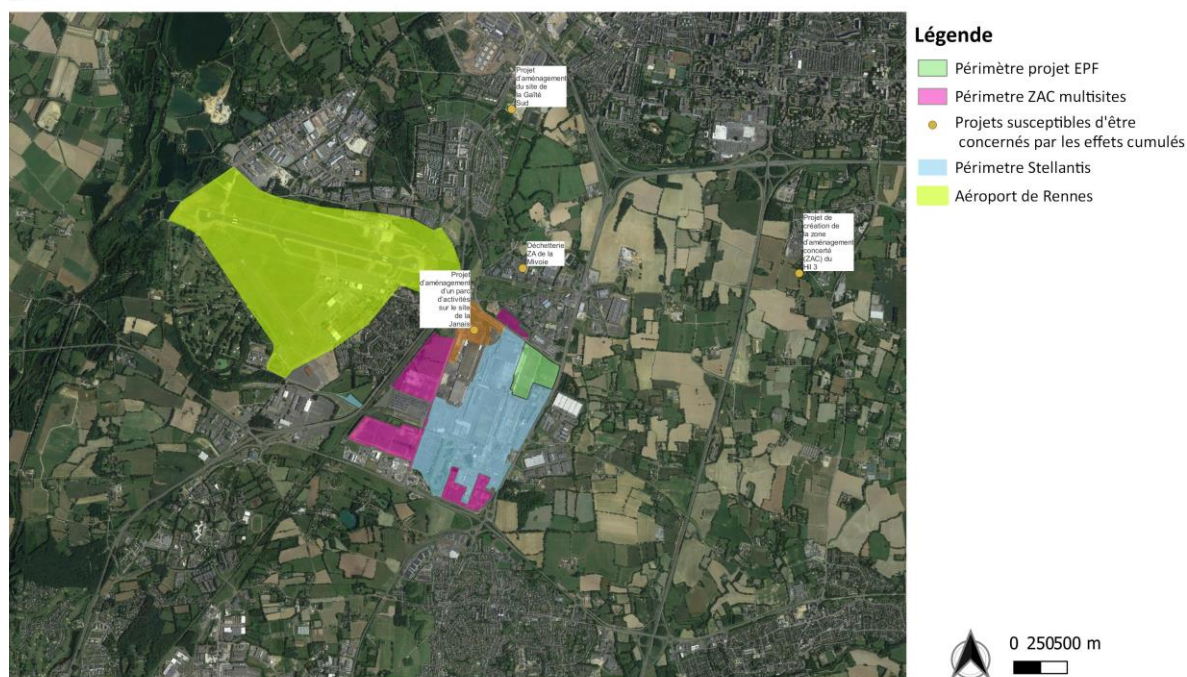 Projet
d'aménagement
du site de
la Gaîté
Sud
Projet de
création de
la zone
d'aménagement
concerté
(ZAC) du
HIl 3
Déchetterie
ZA de la
Mivoie
Projet
d'aménagement
d'un parc
d'activités
sur le site
de la
Janais
Légende
Périmètre projet EPF
Périmetre ZAC multisites
Projets susceptibles d'être
concernés par les effets cumulés
Périmetre Stellantis
Aéroport de Rennes
0 250500 m